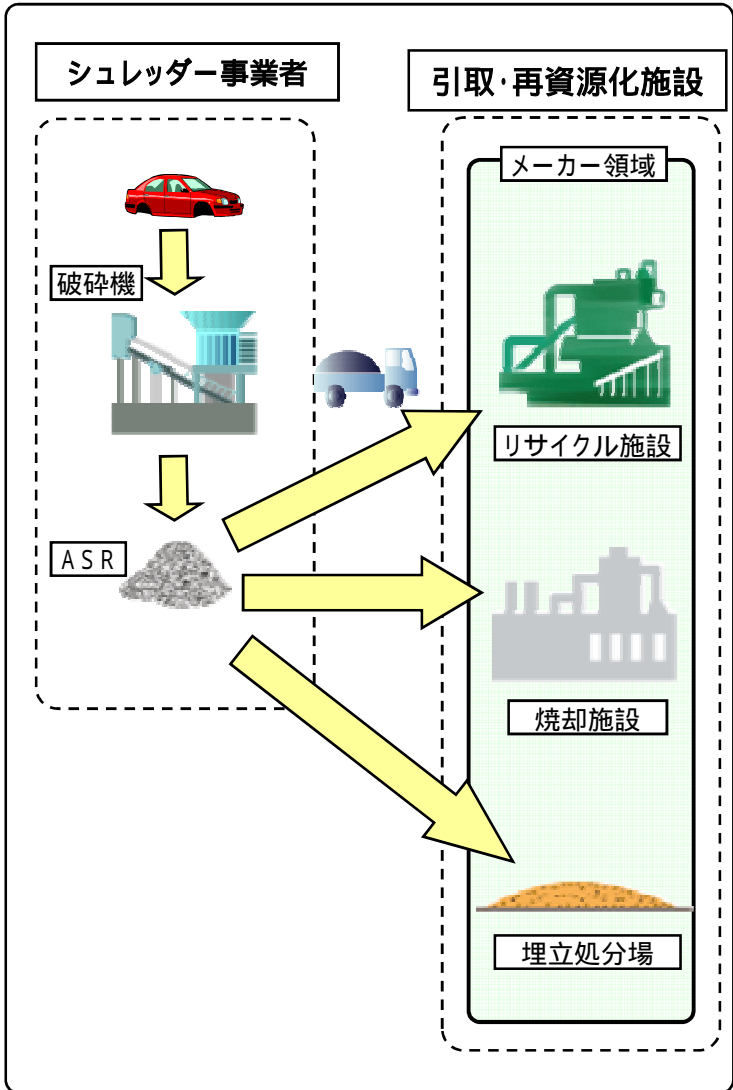 シュレッダー事業者
引取・再資源化施設
メーカー領域
破砕機
リサイクル施設
ASR
焼却施設
埋立処分場